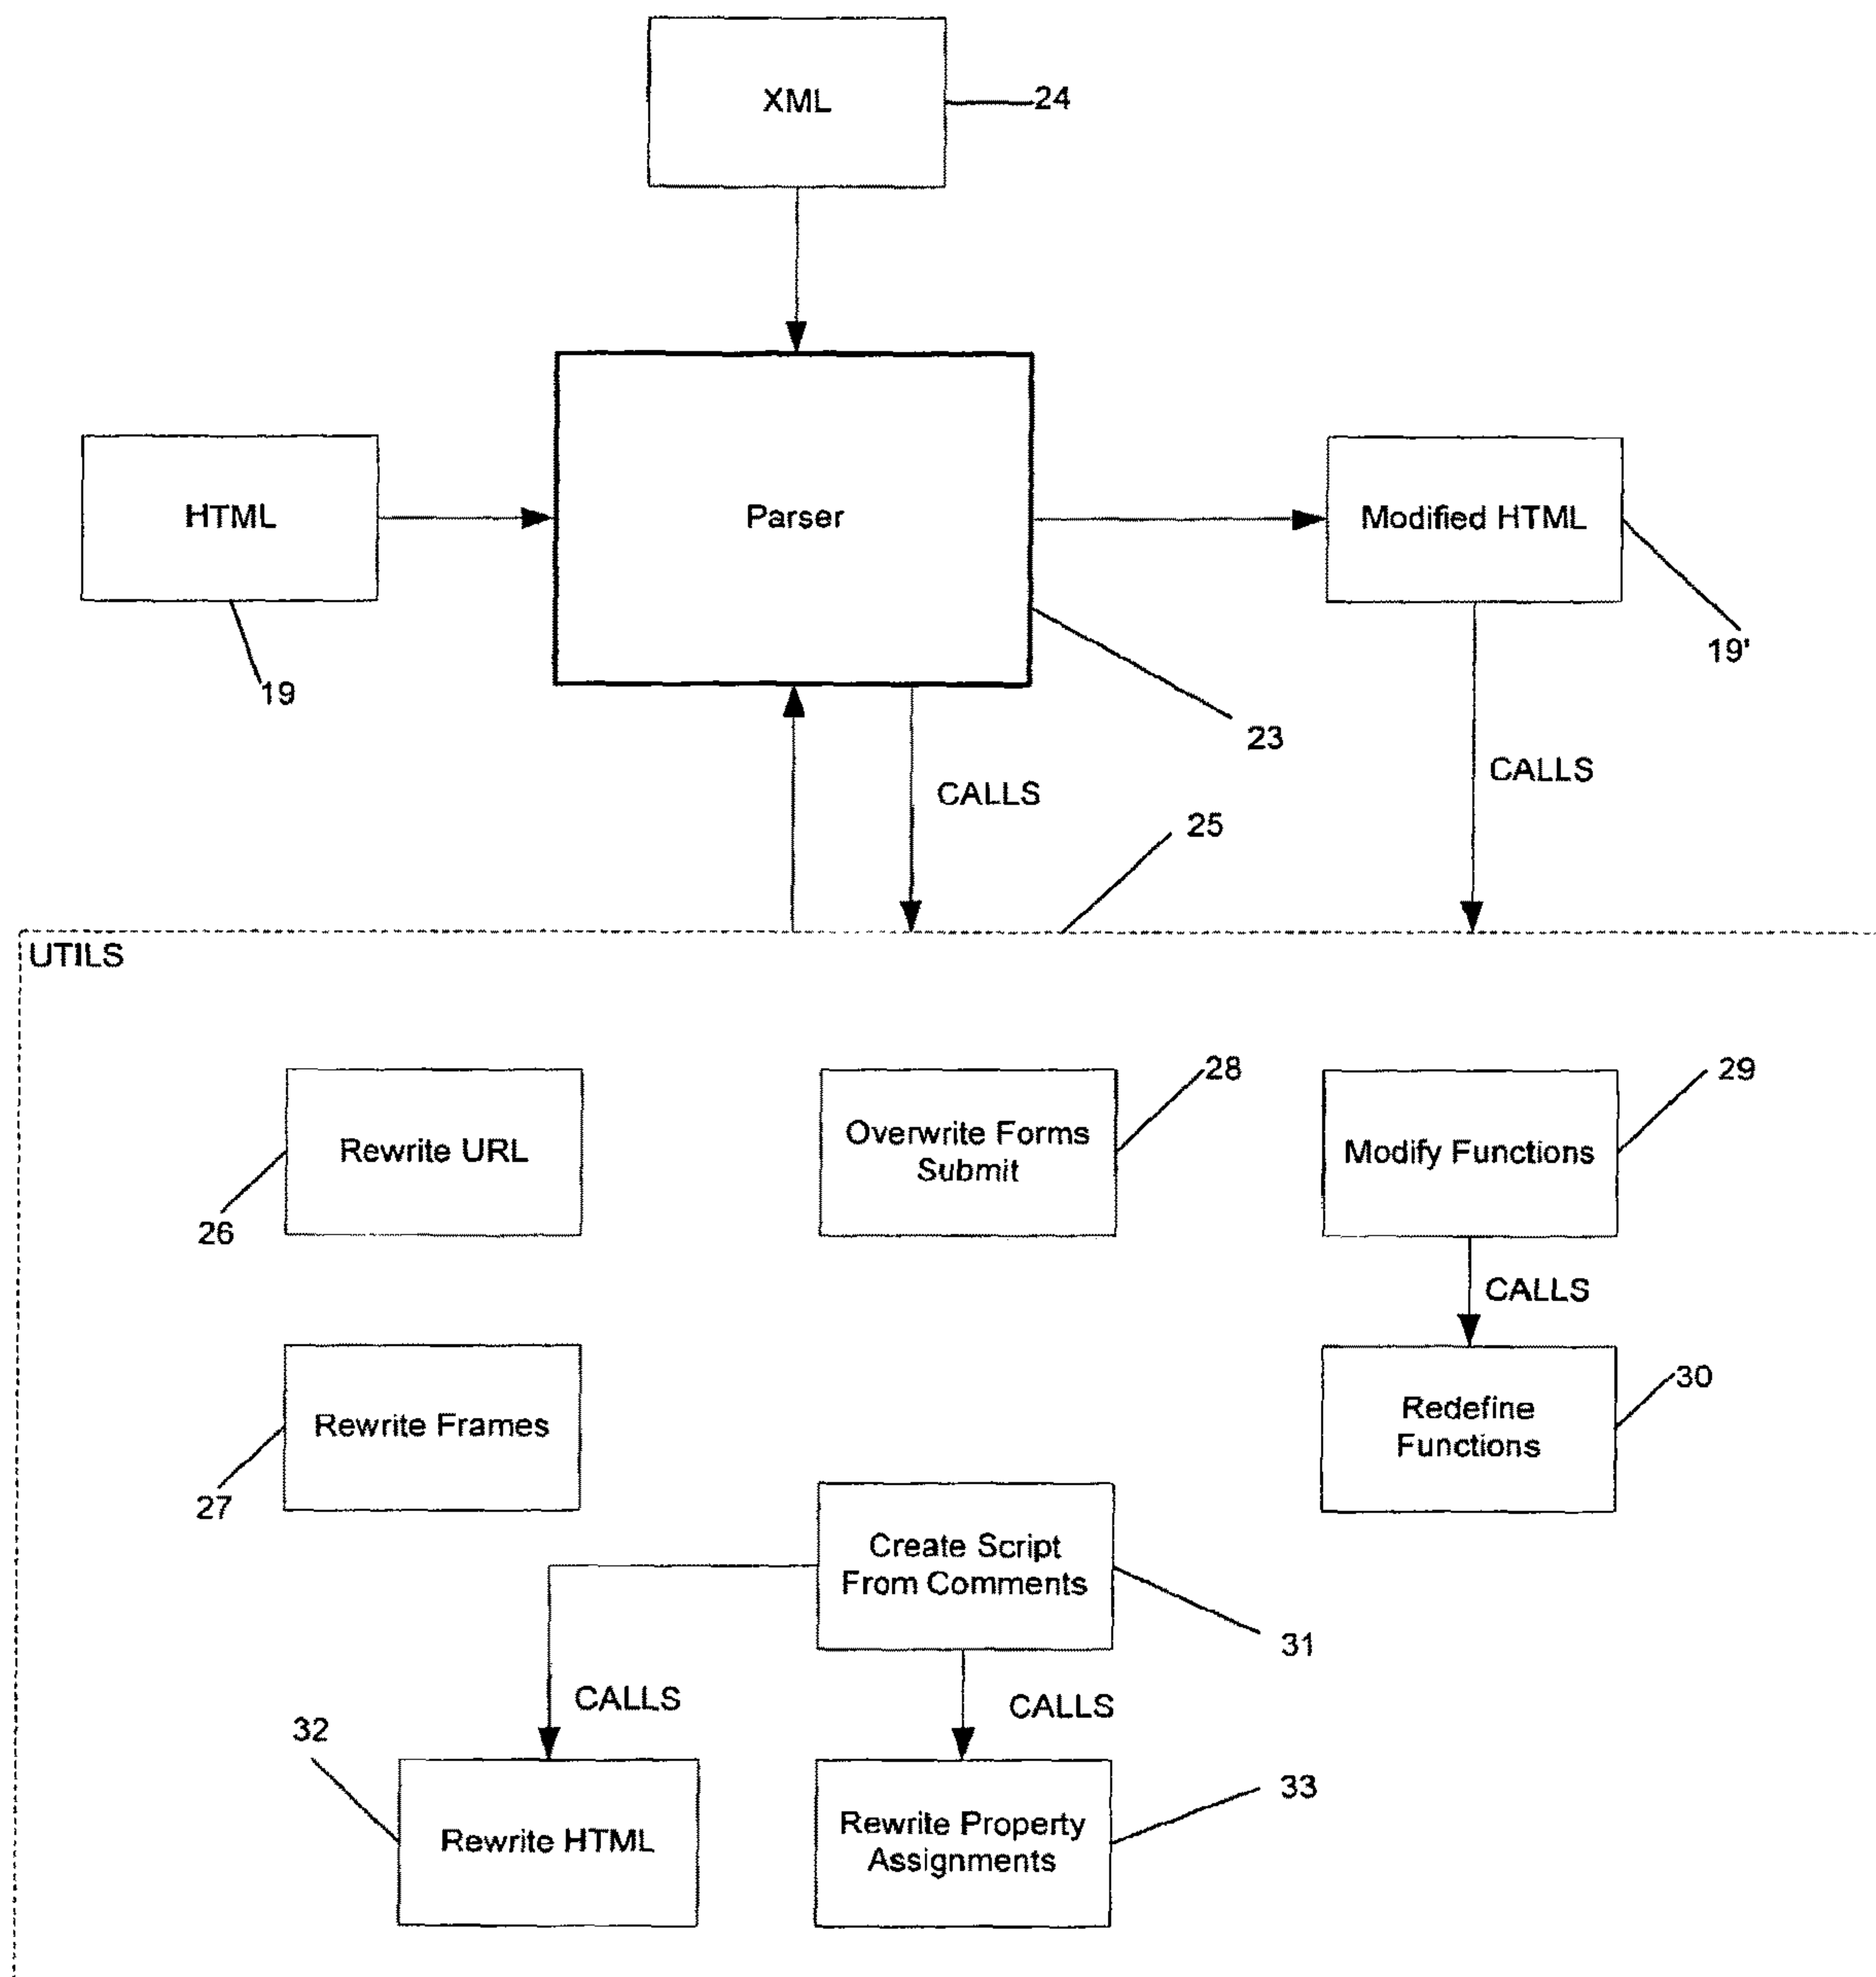 XML
24
HTML
Parser
Modified HTML
19
23
19'
CALLS
CALLS
25
UTILS
Rewrite URL
26
Overwrite Forms
Submit
28
Modify Functions
29
CALLS
Rewrite Frames
27
Redefine
Functions
30
Create Script
From Comments
31
CALLS
CALLS
32
Rewrite HTML
Rewrite Property
Assignments
33